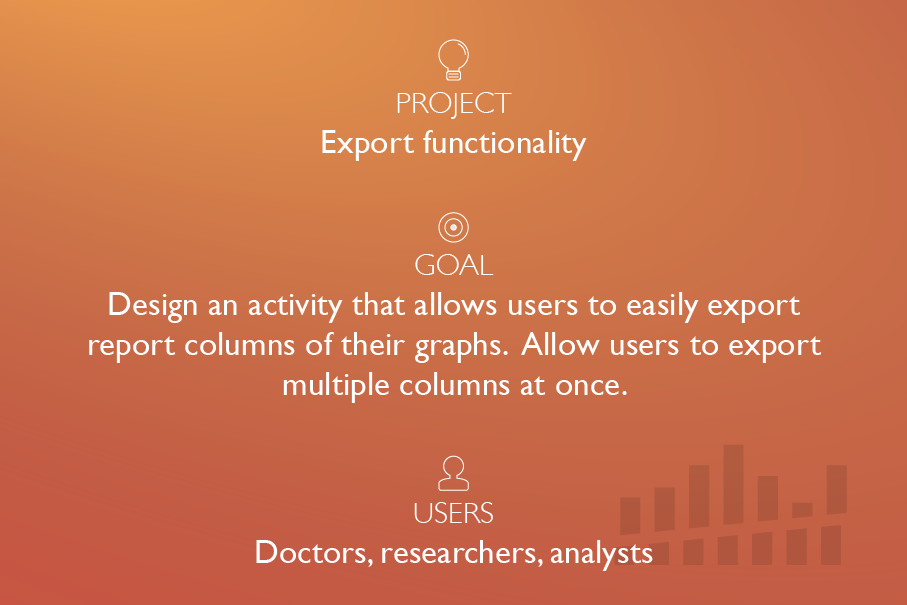 PROJECT
Export functionality
GOAL
Design an activity that allows users to easily export
report columns of their graphs. Allow users to export
multiple columns at once.
USERS
Doctors, researchers, analysts